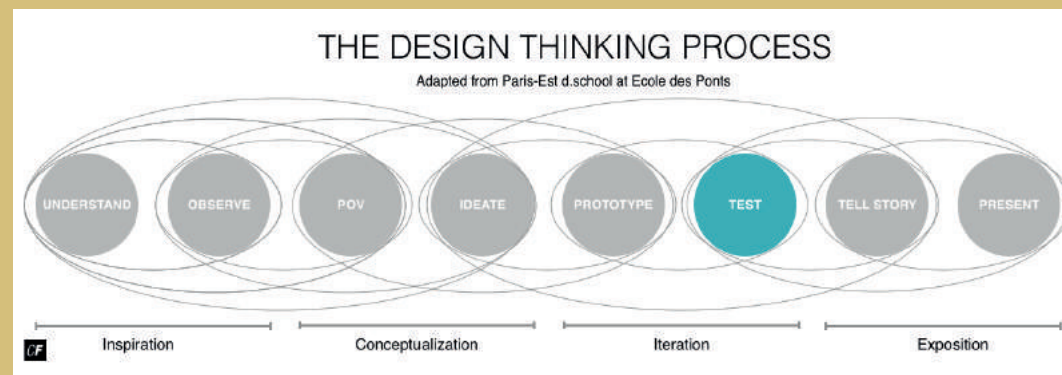 THE DESIGN THINKING PROCESS
Adapted from Paris-Est d.school at Ecole des Ponts
UNDERSTAND OBSERVE POV IDEATE PROTOTYPE TEST TELL STORY PRESENT
Inspiration Conceptualization Iteration Exposition
CF